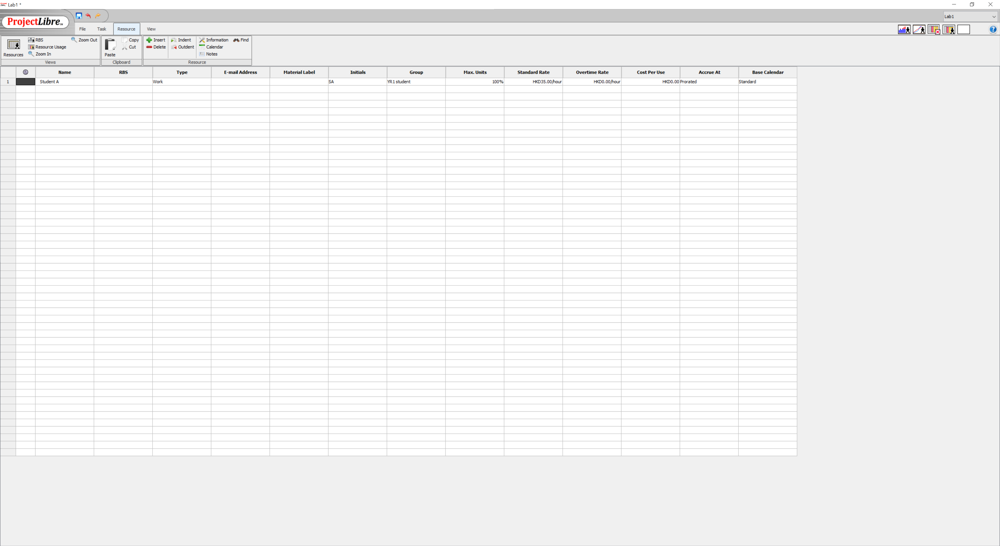 Lab1 *
ProjectLibre™
Lab1
File Task Resource View
Resources
RBS
Resource Usage
Zoom In
Zoom Out
Views
Paste
Copy
Cut
Clipboard
Insert
Delete
Indent
Outdent
Information
Calendar
Notes
Find
Resource
Name RBS Type E-mail Address Material Label Initials Group Max. Units Standard Rate Overtime Rate Cost Per Use Accrue At Base Calendar
1 Student A Work SA YR1 student 100% HKD35.00/hour HKD0.00/hour HKD0.00 Prorated Standard